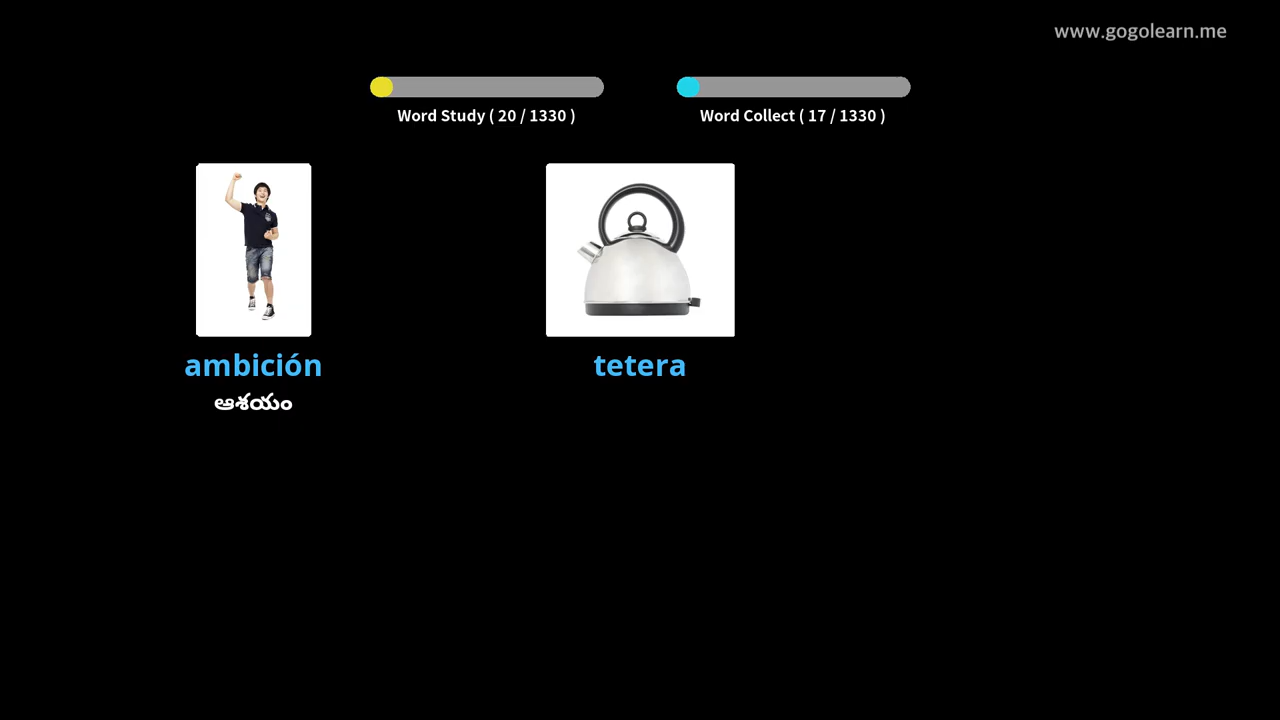 www.gogolearn.me
Word Study ( 20 / 1330 )
Word Collect ( 17 / 1330 )
ambición
tetera
ఆశయం